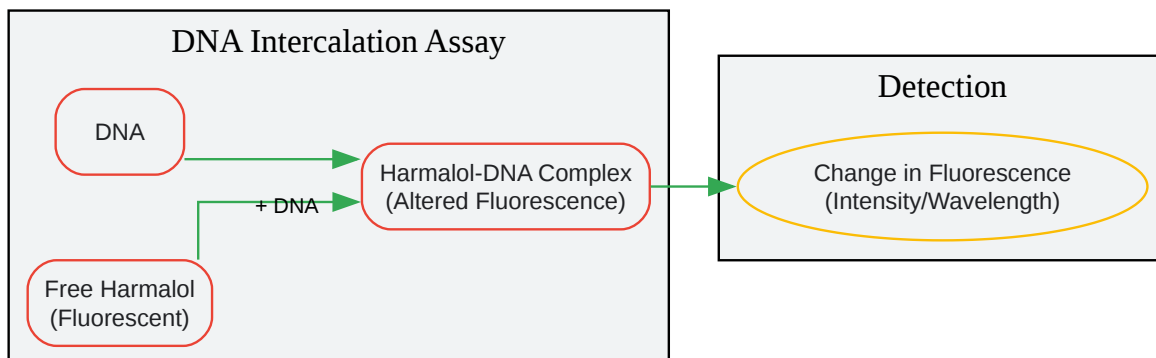 DNA Intercalation Assay
DNA
Harmalol-DNA Complex
(Altered Fluorescence)
+ DNA
Free Harmalol
(Fluorescent)
Detection
Change in Fluorescence
(Intensity/Wavelength)